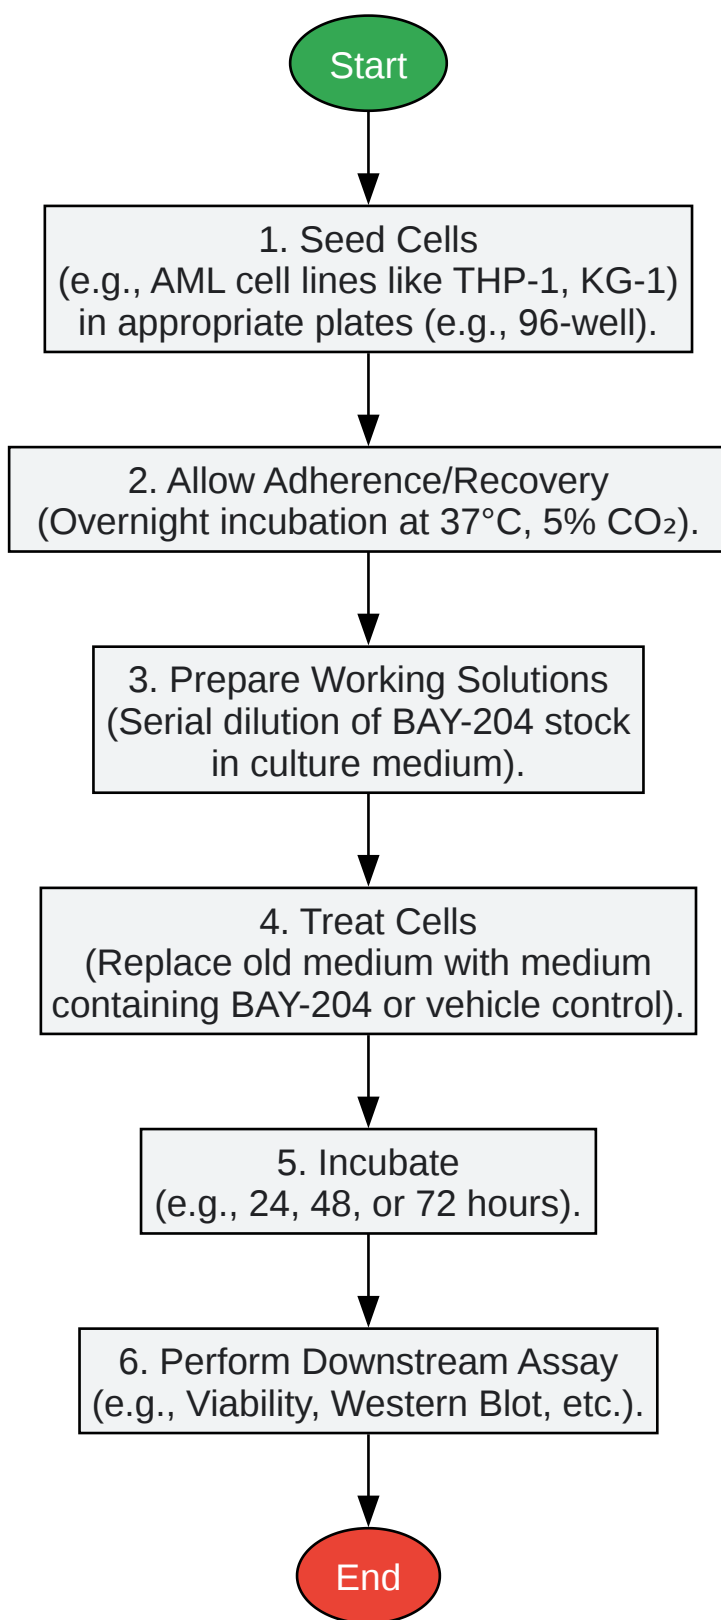 Start
1. Seed Cells
(e.g., AML cell lines like THP-1, KG-1)
in appropriate plates (e.g., 96-well).
2. Allow Adherence/Recovery
(Overnight incubation at 37°C, 5% CO₂).
3. Prepare Working Solutions
(Serial dilution of BAY-204 stock
in culture medium).
4. Treat Cells
(Replace old medium with medium
containing BAY-204 or vehicle control).
5. Incubate
(e.g., 24, 48, or 72 hours).
6. Perform Downstream Assay
(e.g., Viability, Western Blot, etc.).
End